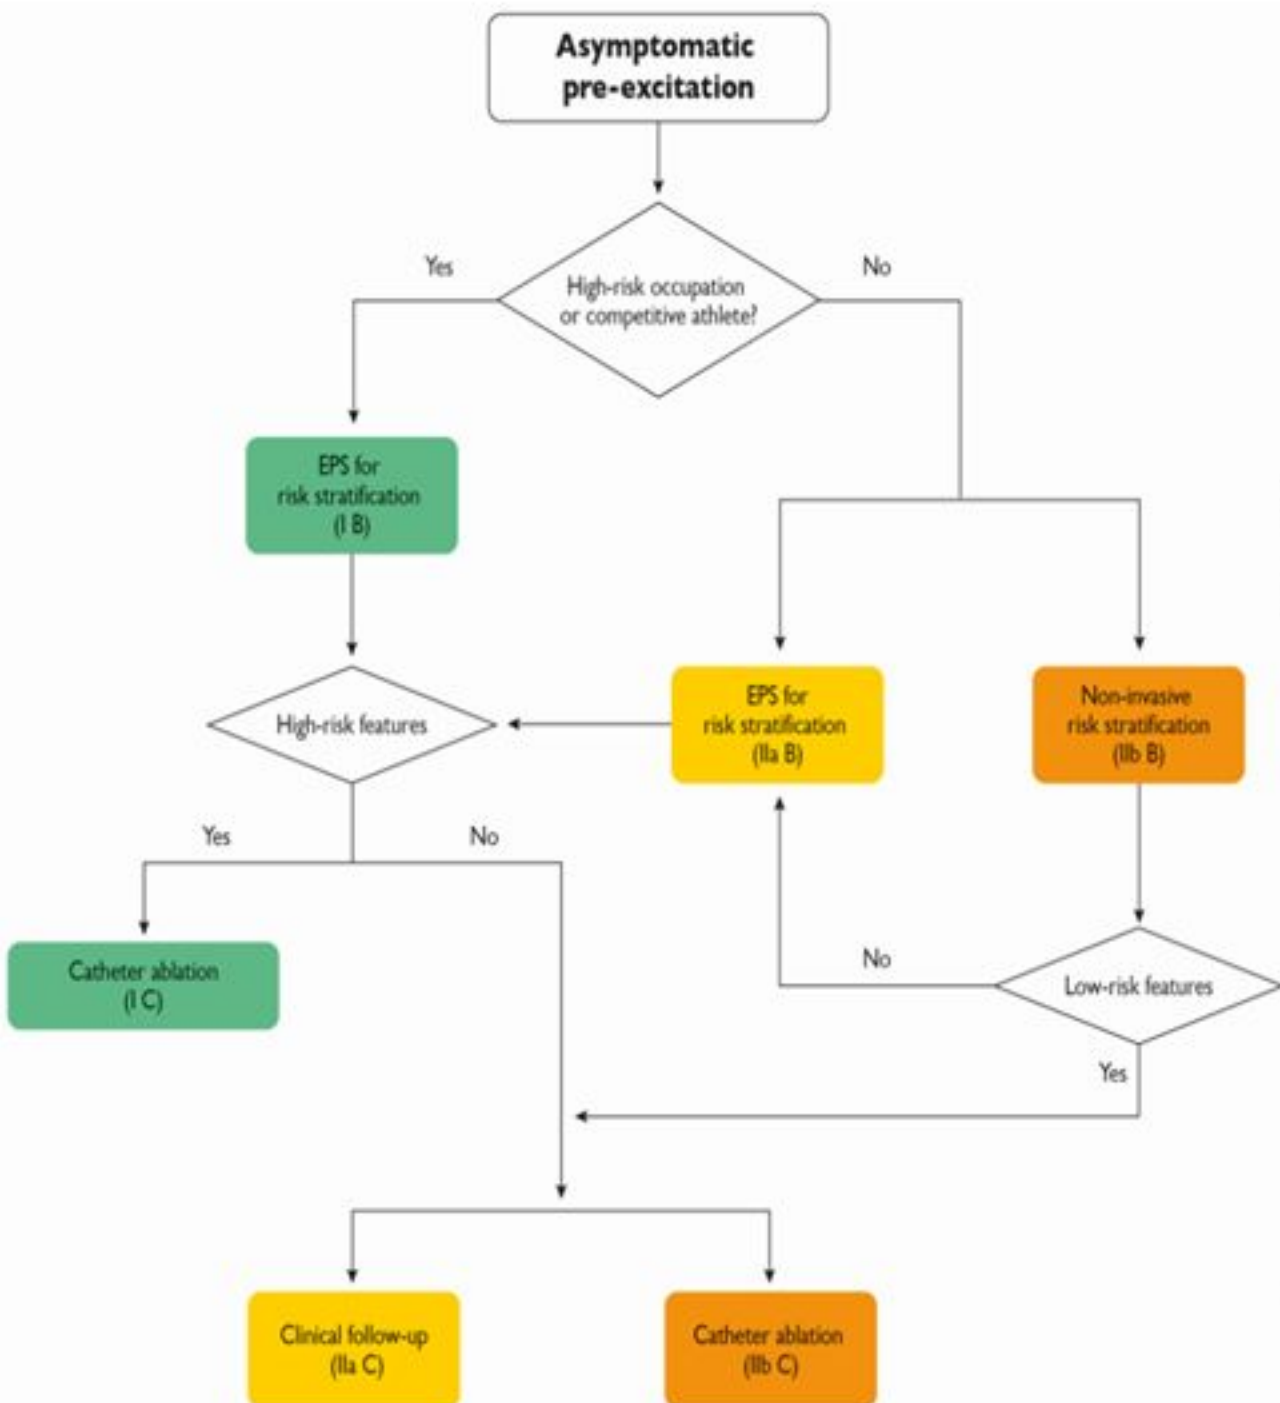 Asymptomatic
pre-excitation
Yes
No
High-risk occupation
or competitive athlete?
EPS for
risk stratification
(I B)
High-risk features
EPS for
risk stratification
(IIa B)
Non-invasive
risk stratification
(IIb B)
Yes
No
Catheter ablation
(I C)
No
Low-risk features
Yes
Clinical follow-up
(IIa C)
Catheter ablation
(IIb C)